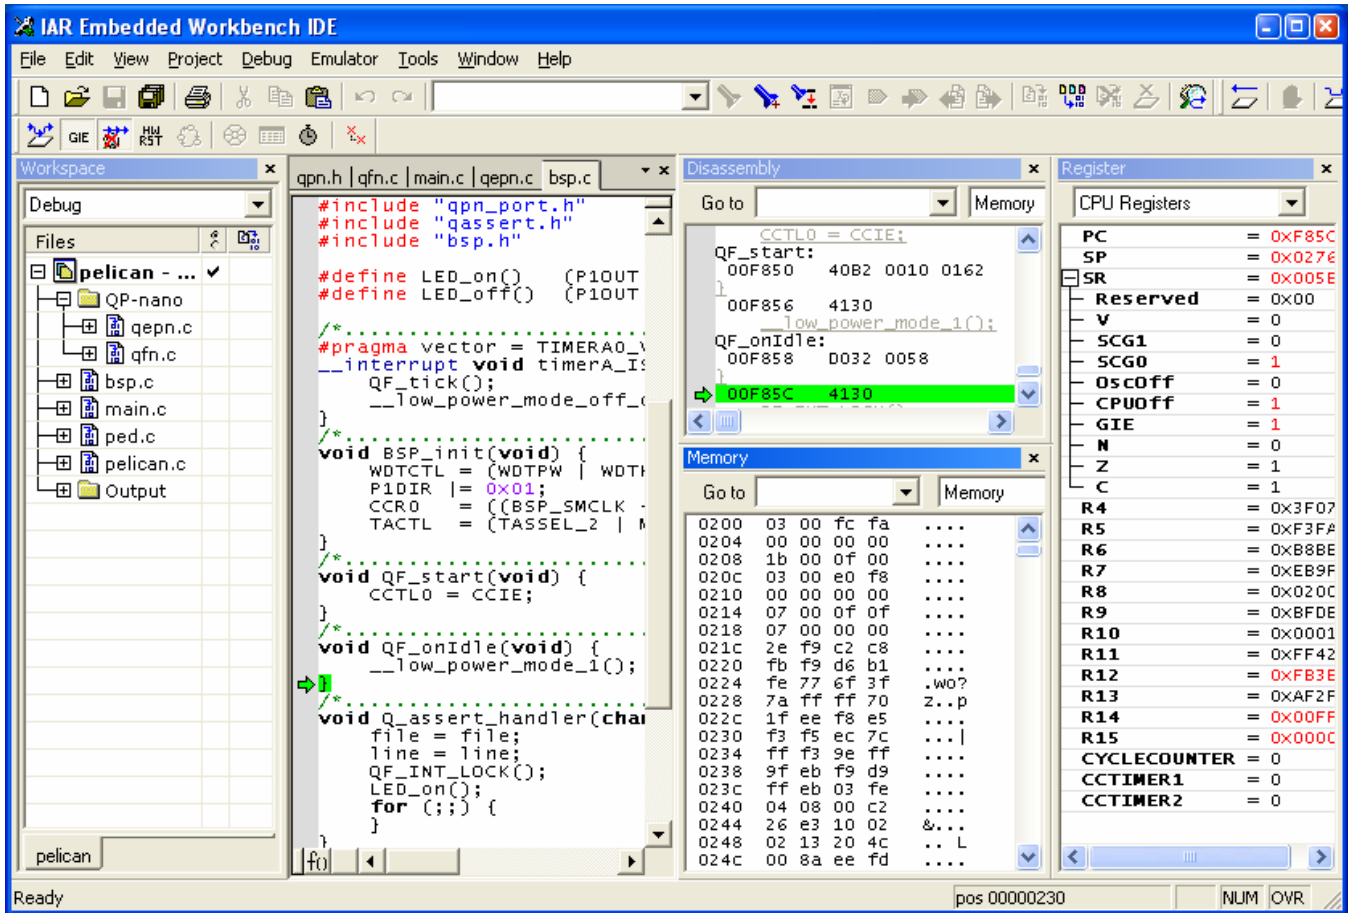 IAR Embedded Workbench IDE
File Edit View Project Debug Emulator Tools Window Help
GIE HW RST
Workspace
Debug
Files
pelican - ...
QP-nano
qepn.c
qfn.c
bsp.c
main.c
ped.c
pelican.c
Output
pelican
qpn.h | qfn.c | main.c | qepn.c bsp.c
#include "qpn_port.h"
#include "qassert.h"
#include "bsp.h"
#define LED_on() (P1OUT
#define LED_off() (P1OUT
/*..........................
#pragma vector = TIMERA0_V
__interrupt void timerA_IS
QF_tick();
__low_power_mode_off_o
}
/*..........................
void BSP_init(void) {
WDTCTL = (WDTPW | WDTH
P1DIR |= 0x01;
CCR0 = ((BSP_SMCLK -
TACTL = (TASSEL_2 | M
}
/*..........................
void QF_start(void) {
CCTL0 = CCIE;
}
/*..........................
void QF_onIdle(void) {
__low_power_mode_1();
}
/*..........................
void Q_assert_handler(char
file = file;
line = line;
QF_INT_LOCK();
LED_on();
for (;;) {
}
}
f()
Disassembly
Go to Memory
CCTL0 = CCIE;
QF_start:
00F850 40B2 0010 0162
}
00F856 4130
__low_power_mode_1();
QF_onIdle:
00F858 D032 0058
}
00F85C 4130
Memory
Go to Memory
0200 03 00 fc fa ....
0204 00 00 00 00 ....
0208 1b 00 0f 00 ....
020c 03 00 e0 f8 ....
0210 00 00 00 00 ....
0214 07 00 0f 0f ....
0218 07 00 00 00 ....
021c 2e f9 c2 c8 ....
0220 fb f9 d6 b1 ....
0224 fe 77 6f 3f .wo?
0228 7a ff ff 70 z..p
022c 1f ee f8 e5 ....
0230 f3 f5 ec 7c ...|
0234 ff f3 9e ff ....
0238 9f eb f9 d9 ....
023c ff eb 03 fe ....
0240 04 08 00 c2 ....
0244 26 e3 10 02 &...
0248 02 13 20 4c .. L
024c 00 8a ee fd ....
Register
CPU Registers
PC = 0xF85C
SP = 0x0276
SR = 0x005B
Reserved = 0x00
V = 0
SCG1 = 0
SCG0 = 1
OscOff = 0
CPUOff = 1
GIE = 1
N = 0
Z = 1
C = 1
R4 = 0x3F07
R5 = 0xF3FA
R6 = 0xB8BE
R7 = 0xEB9F
R8 = 0x020C
R9 = 0xBFDE
R10 = 0x0001
R11 = 0xFF42
R12 = 0xFB3E
R13 = 0xAF2F
R14 = 0x00FF
R15 = 0x000C
CYCLECOUNTER = 0
CCTIMER1 = 0
CCTIMER2 = 0
Ready
pos 00000230
NUM OVR